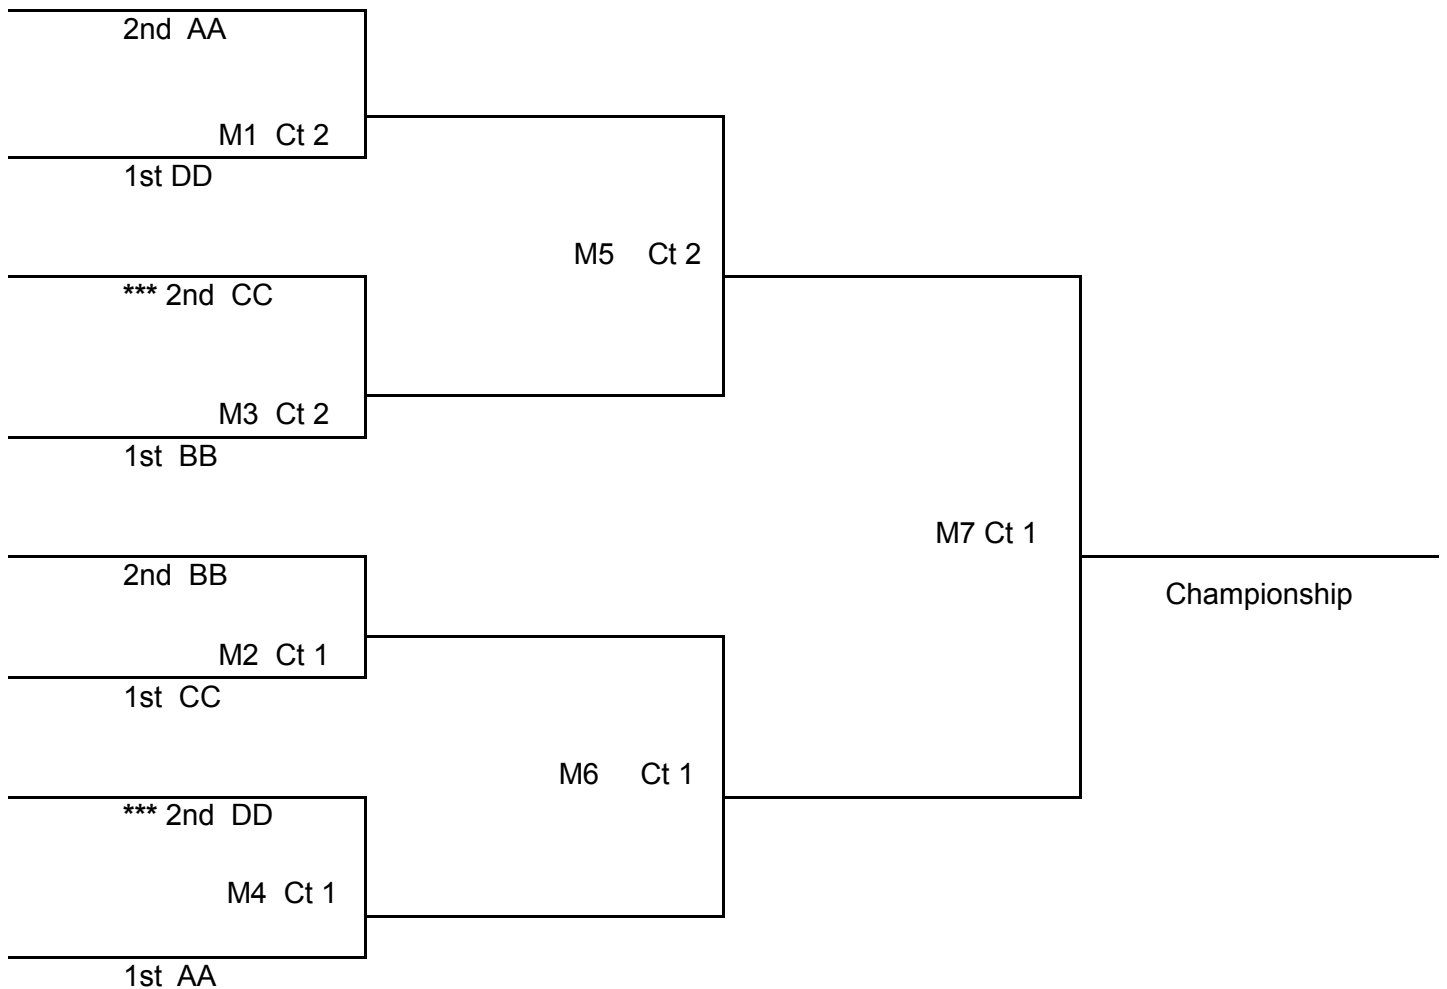 2nd  AA
M1  Ct 2
1st DD
M5    Ct 2
*** 2nd  CC
M3  Ct 2
1st  BB
M7 Ct 1
2nd  BB
Championship
M2  Ct 1
1st  CC
M6     Ct 1
*** 2nd  DD
M4  Ct 1
1st  AA